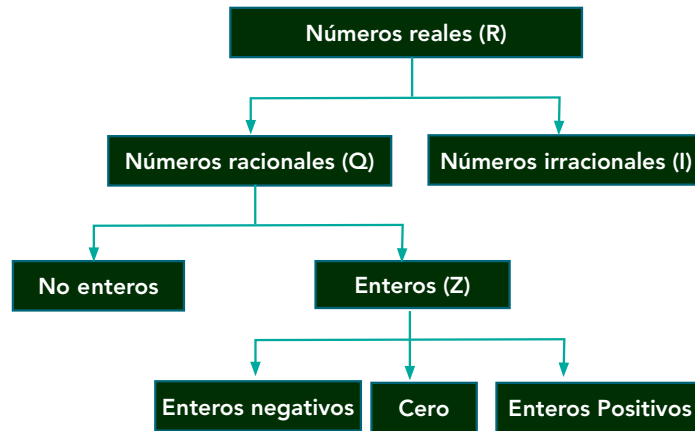 Números reales (R)
Números racionales (Q)
Números irracionales (I)
No enteros
Enteros (Z)
Enteros negativos
Cero
Enteros Positivos